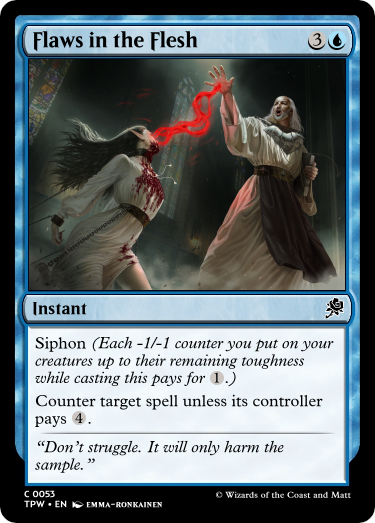 Flaws in the Flesh 3
Instant
Siphon (Each -1/-1 counter you put on your
creatures up to their remaining toughness
while casting this pays for 1.)
Counter target spell unless its controller
pays 4.
“Don’t struggle. It will only harm the
sample.”
C 0053
TPW • EN EMMA-RONKAINEN
© Wizards of the Coast and Matt